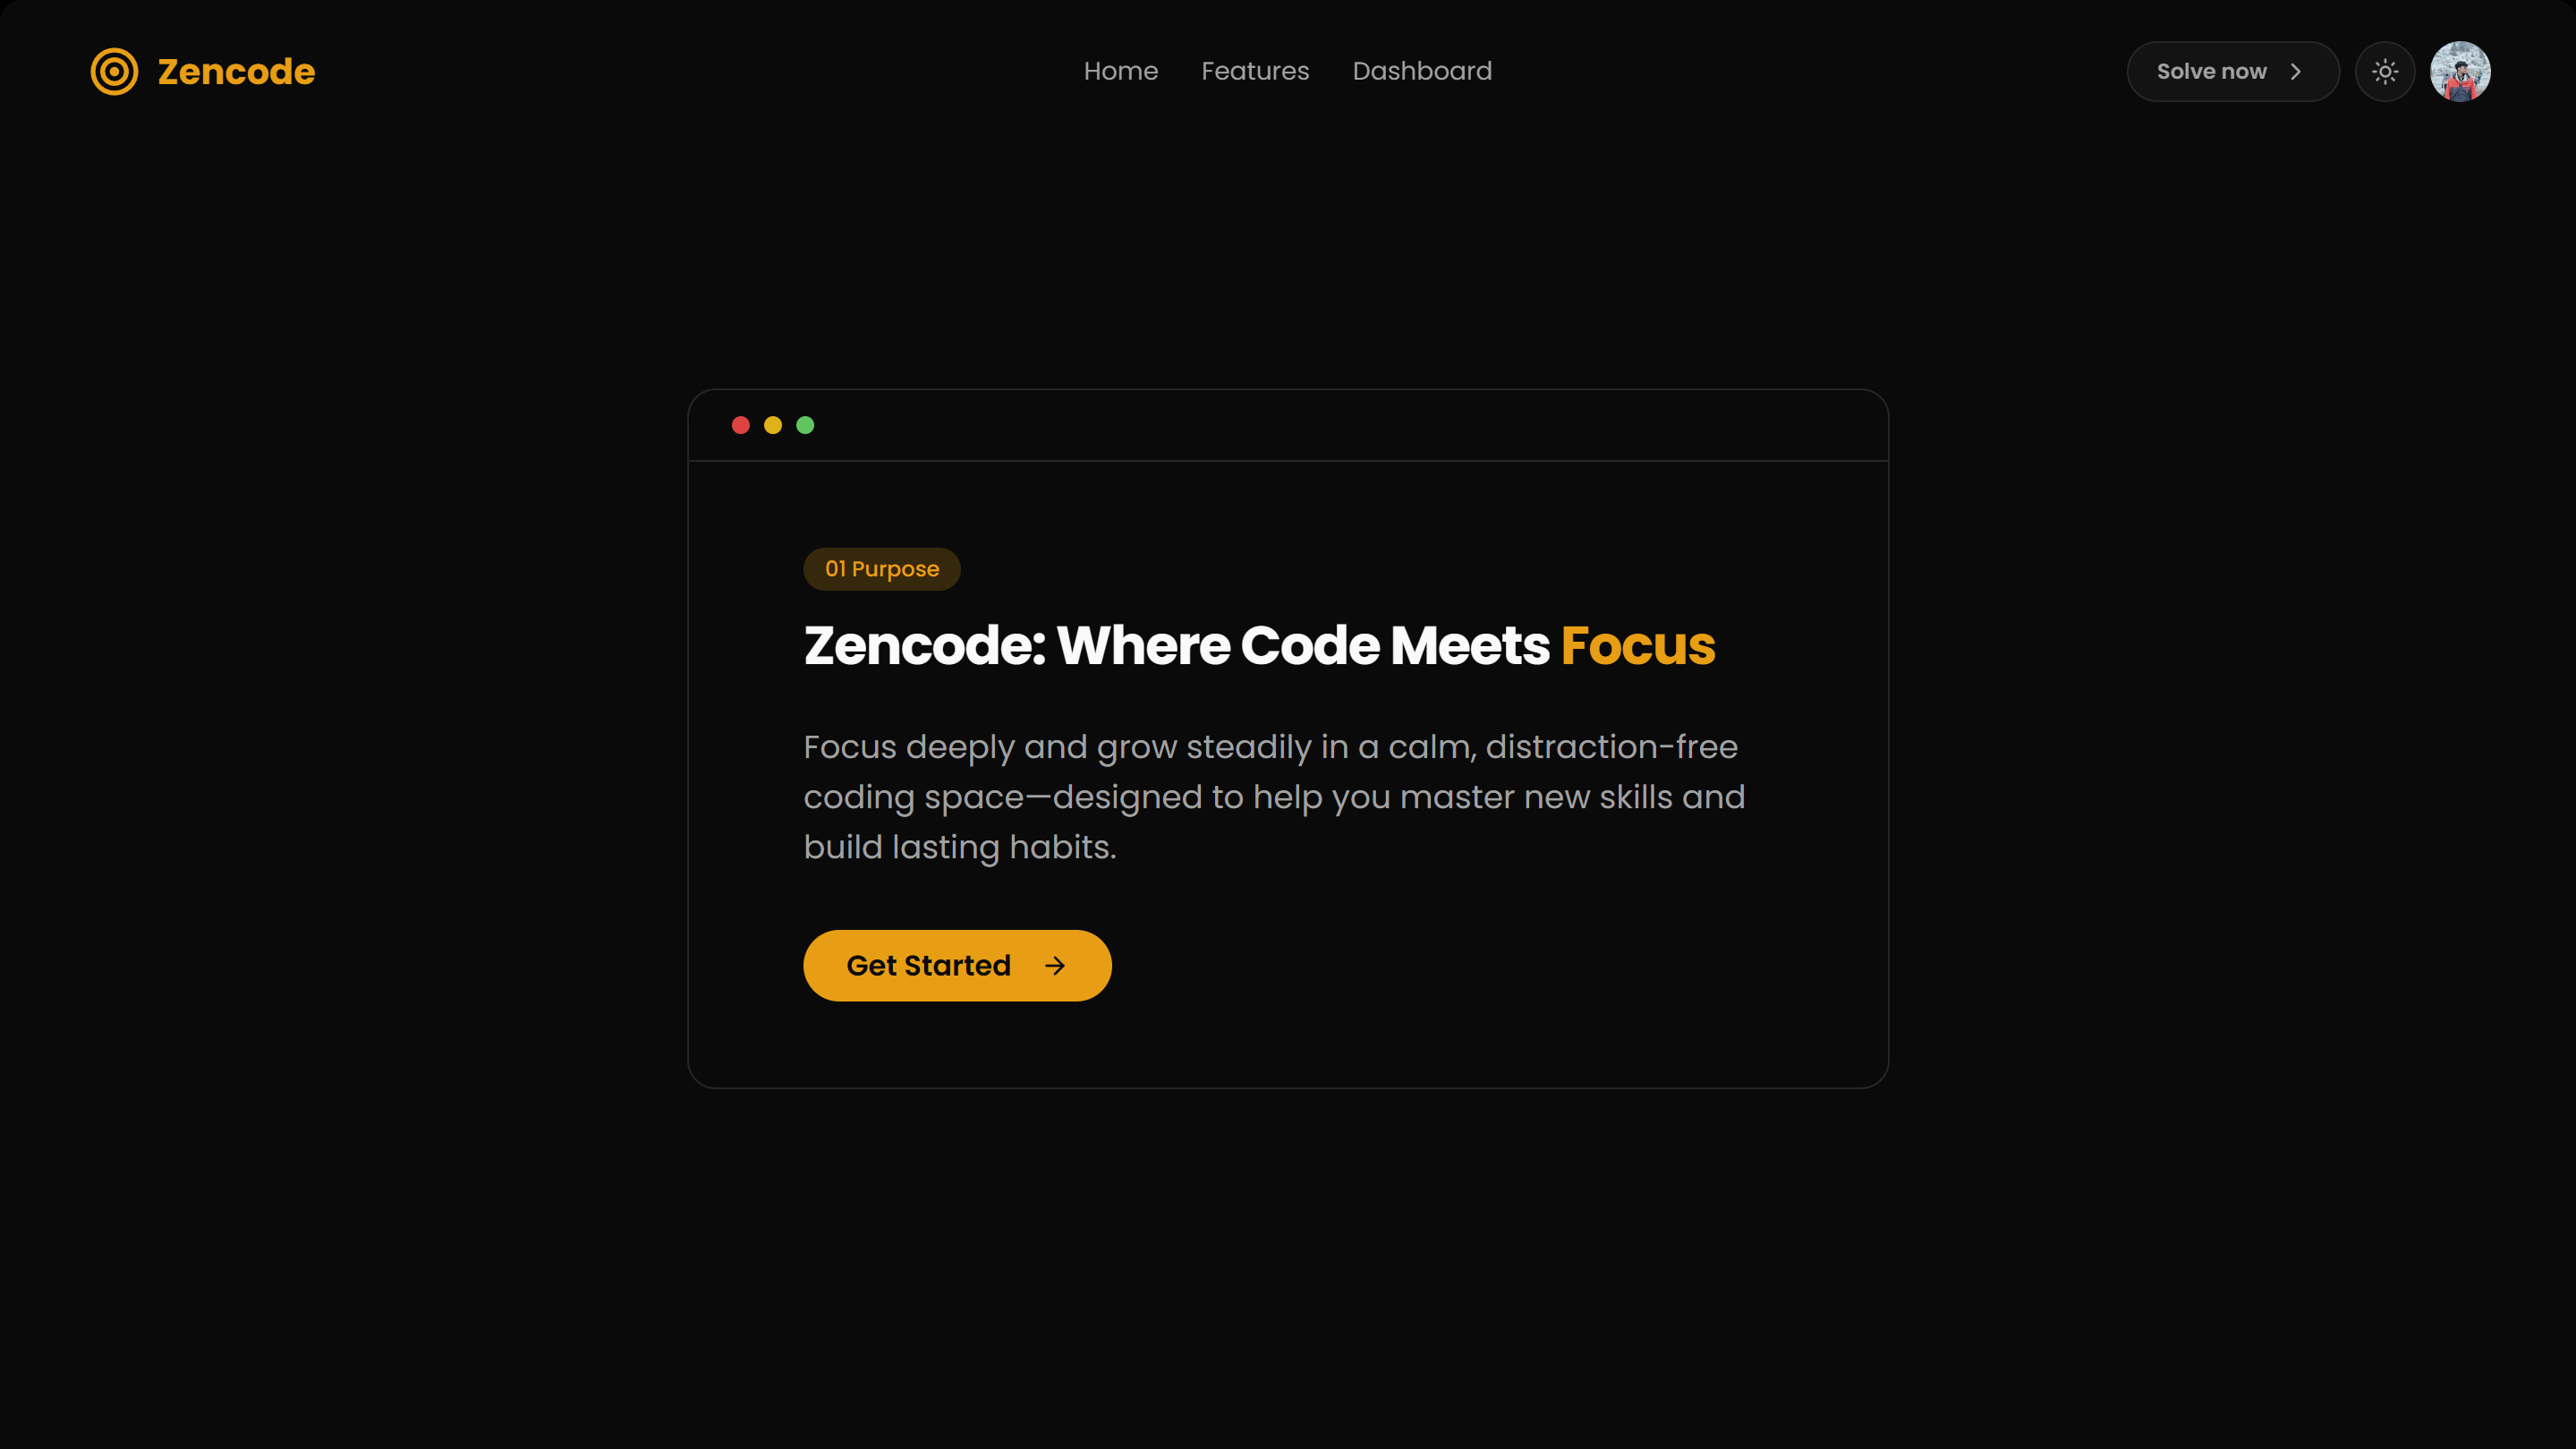 Zencode
Home
Features
Dashboard
Solve now
01 Purpose
Zencode: Where Code Meets Focus
Focus deeply and grow steadily in a calm, distraction-free
coding space—designed to help you master new skills and
build lasting habits.
Get Started